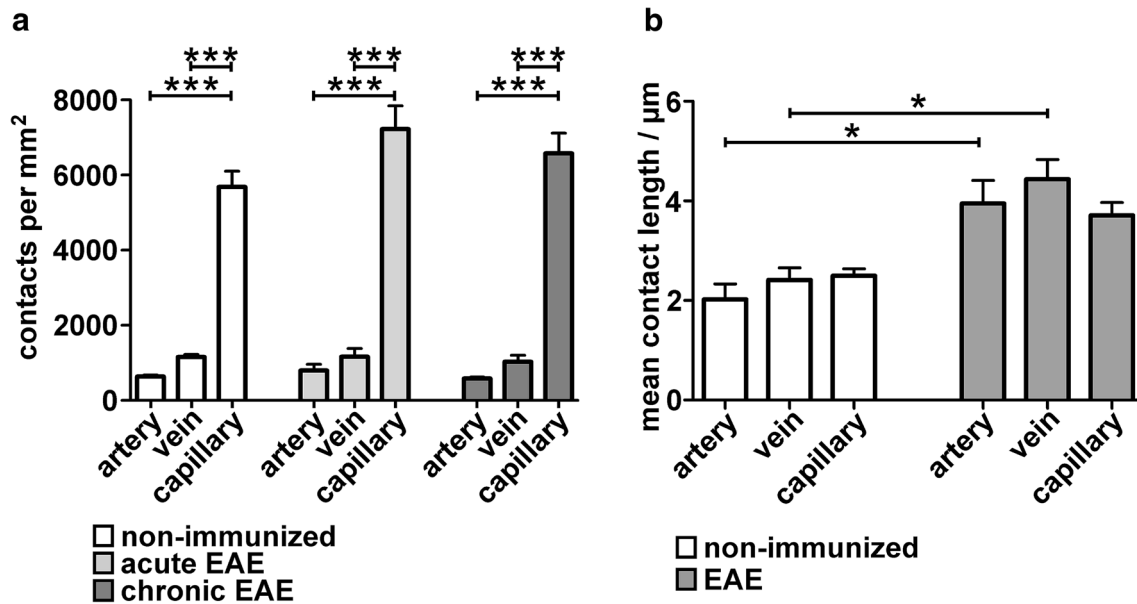 a
*** *** ***
*** *** ***
contacts per mm²
8000
6000
4000
2000
0
artery vein capillary artery vein capillary artery vein capillary
non-immunized
acute EAE
chronic EAE
b
*
*
mean contact length / µm
6
4
2
0
artery vein capillary artery vein capillary
non-immunized
EAE